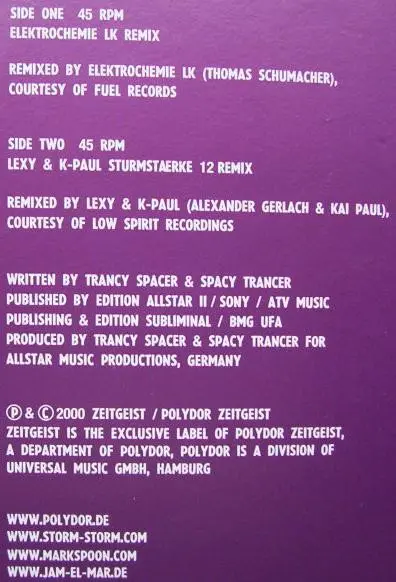 SIDE ONE 45 RPM
ELEKTROCHEMIE LK REMIX
REMIXED BY ELEKTROCHEMIE LK (THOMAS SCHUMACHER),
COURTESY OF FUEL RECORDS
SIDE TWO 45 RPM
LEXY & K-PAUL STURMSTAERKE 12 REMIX
REMIXED BY LEXY & K-PAUL (ALEXANDER GERLACH & KAI PAUL),
COURTESY OF LOW SPIRIT RECORDINGS
WRITTEN BY TRANCY SPACER & SPACY TRANCER
PUBLISHED BY EDITION ALLSTAR II / SONY / ATV MUSIC
PUBLISHING & EDITION SUBLIMINAL / BMG UFA
PRODUCED BY TRANCY SPACER & SPACY TRANCER FOR
ALLSTAR MUSIC PRODUCTIONS, GERMANY
Ⓟ & Ⓒ 2000 ZEITGEIST / POLYDOR ZEITGEIST
ZEITGEIST IS THE EXCLUSIVE LABEL OF POLYDOR ZEITGEIST,
A DEPARTMENT OF POLYDOR, POLYDOR IS A DIVISION OF
UNIVERSAL MUSIC GMBH, HAMBURG
WWW.POLYDOR.DE
WWW.STORM-STORM.COM
WWW.MARKSPOON.COM
WWW.JAM-EL-MAR.DE